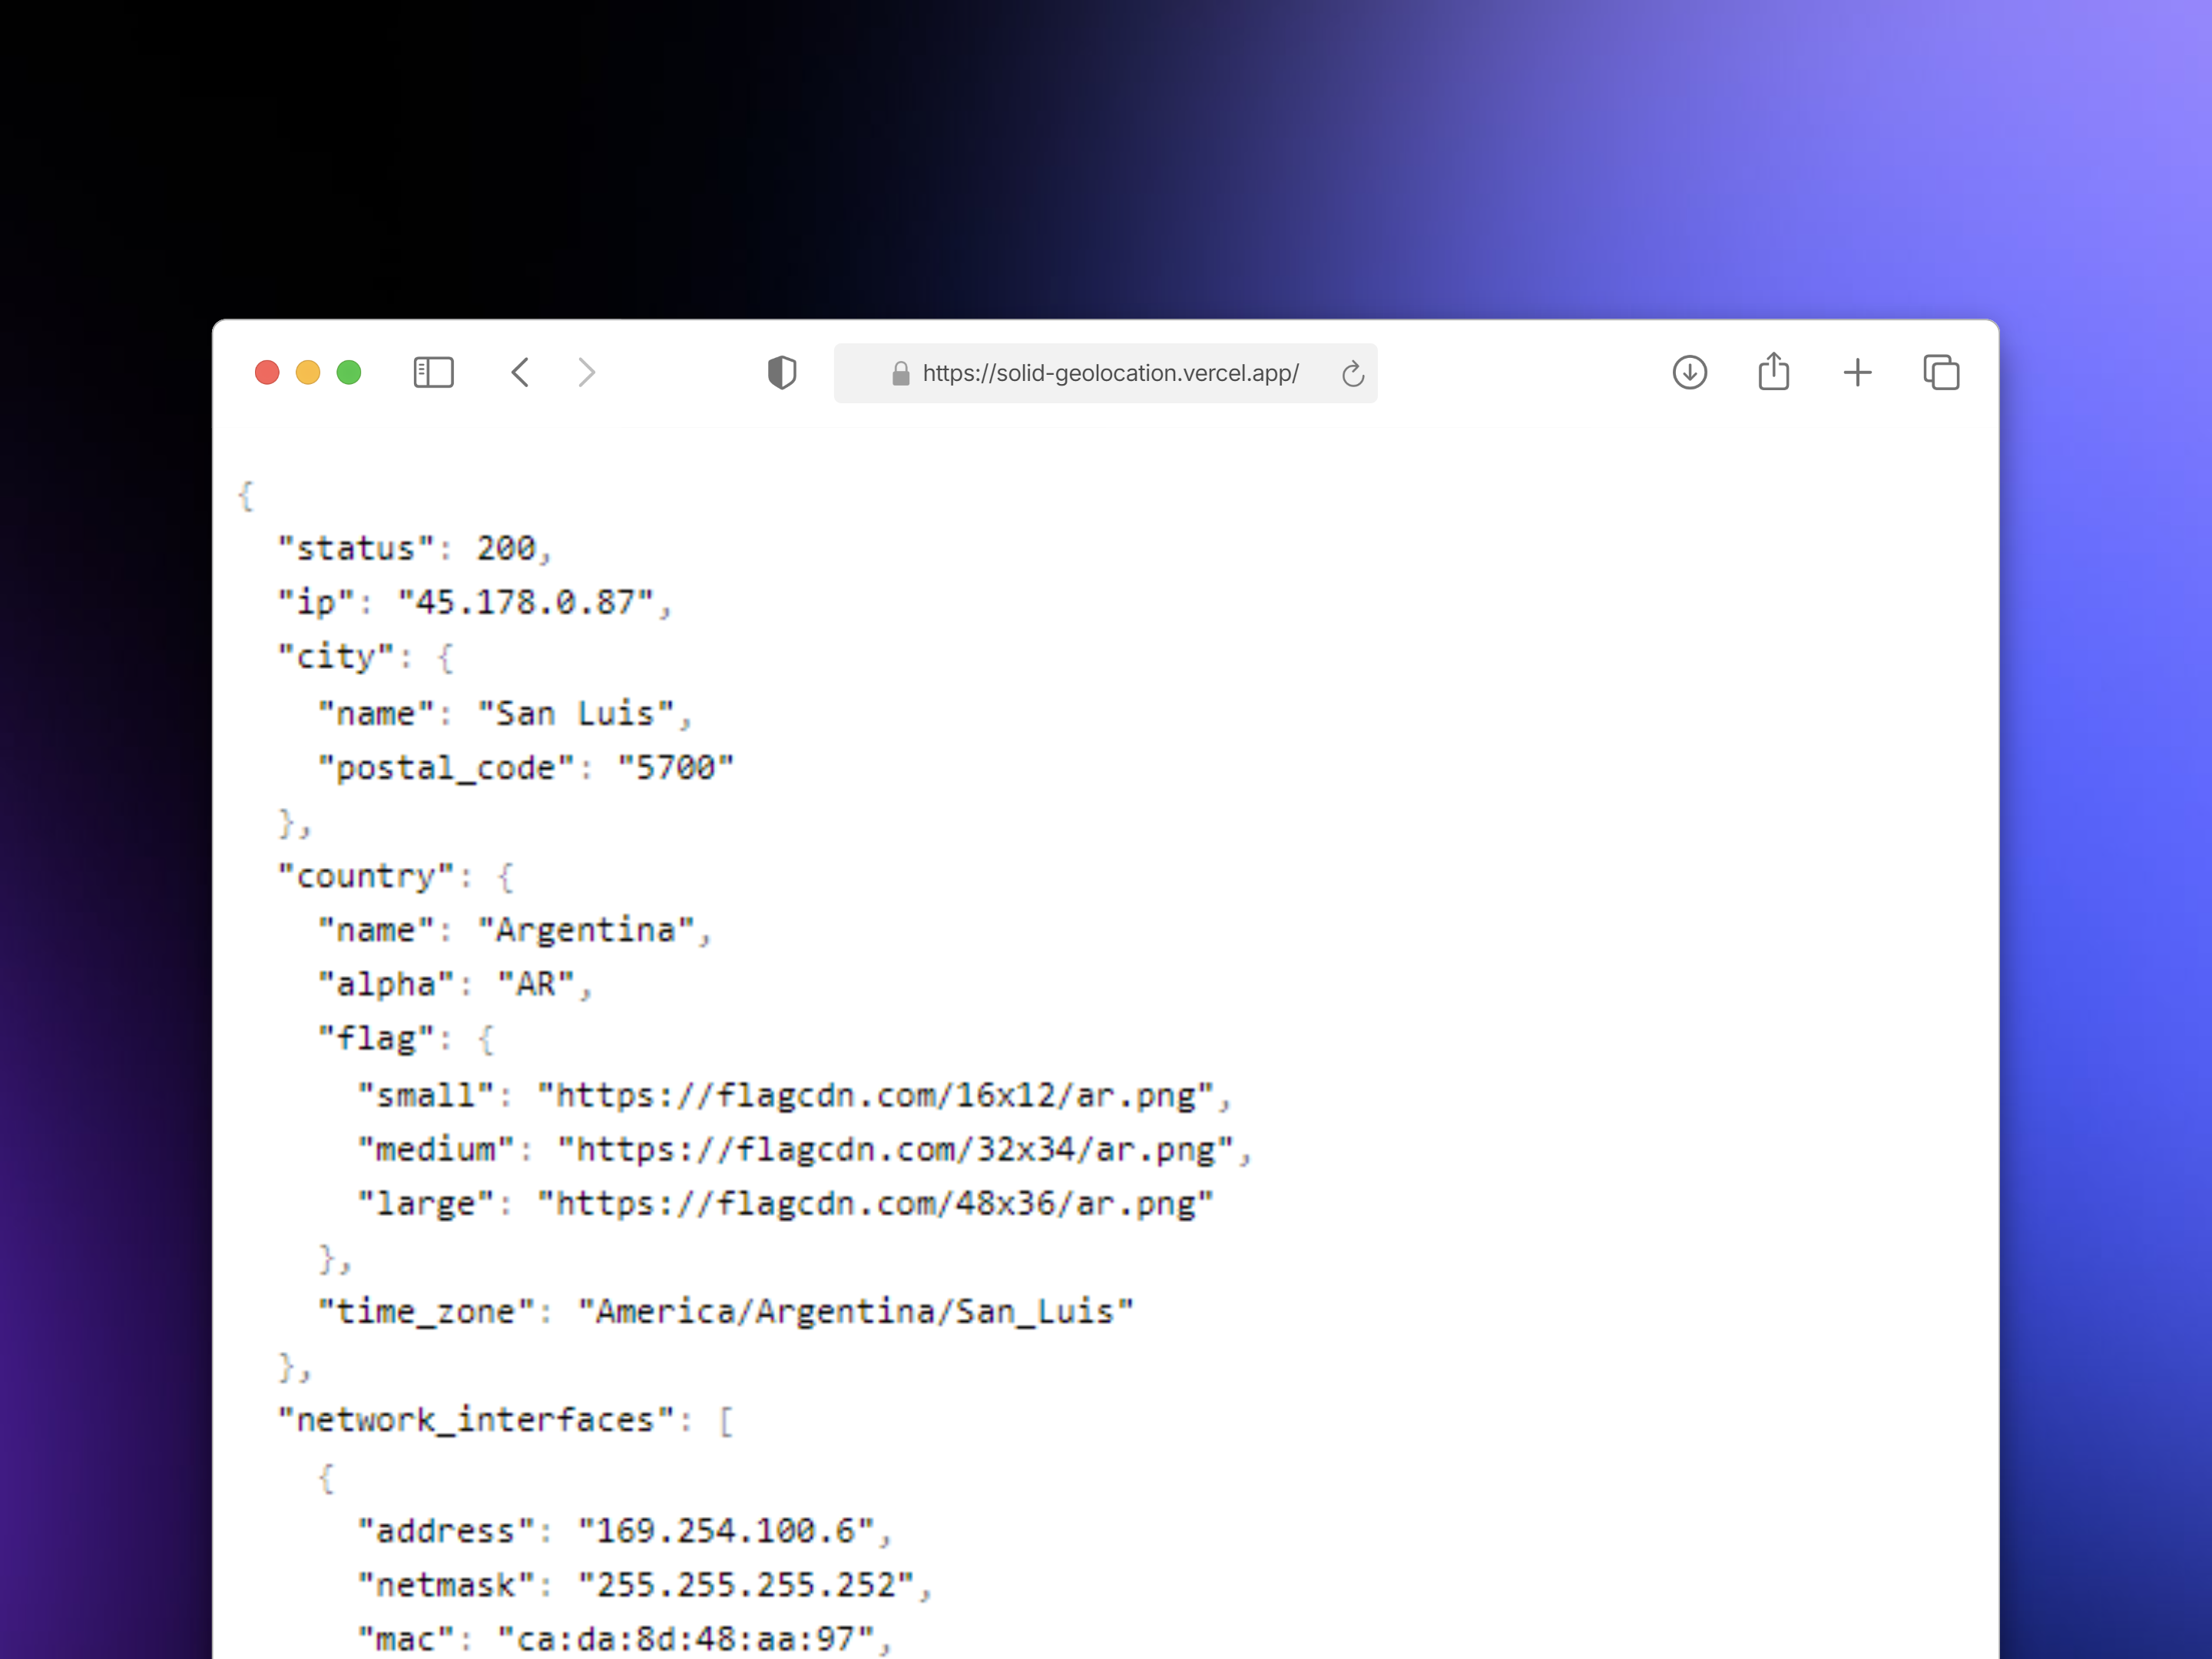 https://solid-geolocation.vercel.app/
{
  "status": 200,
  "ip": "45.178.0.87",
  "city": {
    "name": "San Luis",
    "postal_code": "5700"
  },
  "country": {
    "name": "Argentina",
    "alpha": "AR",
    "flag": {
      "small": "https://flagcdn.com/16x12/ar.png",
      "medium": "https://flagcdn.com/32x34/ar.png",
      "large": "https://flagcdn.com/48x36/ar.png"
    },
    "time_zone": "America/Argentina/San_Luis"
  },
  "network_interfaces": [
    {
      "address": "169.254.100.6",
      "netmask": "255.255.255.252",
      "mac": "ca:da:8d:48:aa:97",